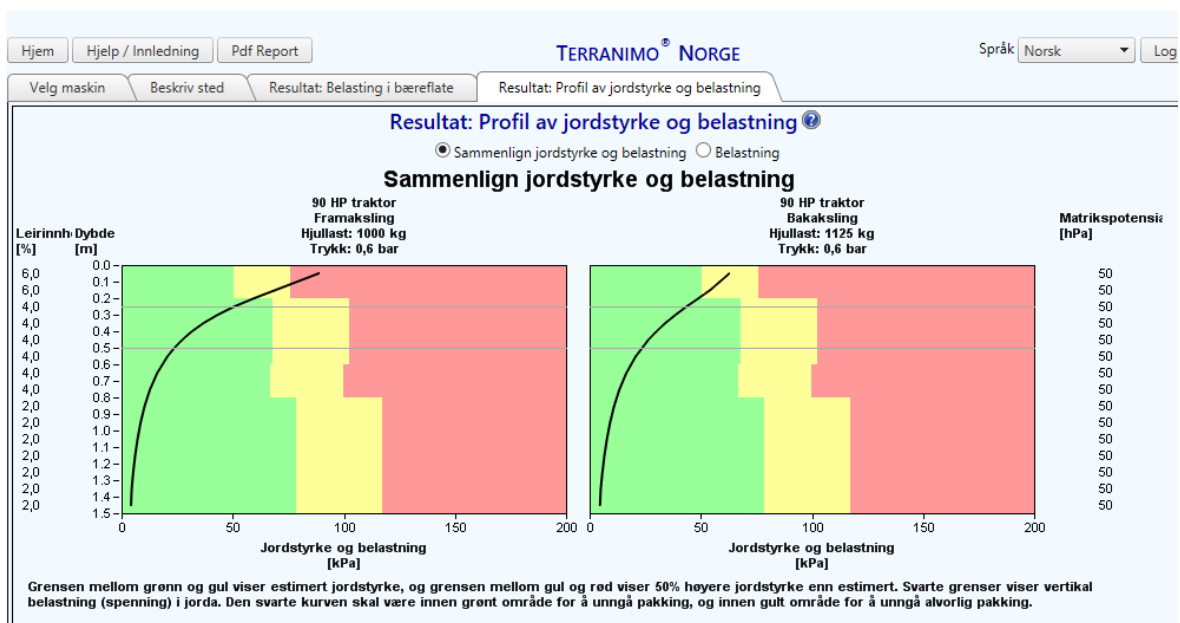 Hjem Hjelp / Innledning Pdf Report TERRANIMO® NORGE Språk Norsk Log
Velg maskin Beskriv sted Resultat: Belasting i bæreflate Resultat: Profil av jordstyrke og belastning
Resultat: Profil av jordstyrke og belastning ?
Sammenlign jordstyrke og belastning Belastning
Sammenlign jordstyrke og belastning
90 HP traktor 90 HP traktor
Framaksling Bakaksling
Leirinnh Dybde Hjullast: 1000 kg Hjullast: 1125 kg Matrikspotensia
[%] [m] Trykk: 0,6 bar Trykk: 0,6 bar [hPa]
0.0
6,0 50
0.1
6,0 50
0.2
4,0 50
0.3
4,0 50
0.4
4,0 50
0.5
4,0 50
0.6
4,0 50
0.7
4,0 50
0.8
2,0 50
0.9
2,0 50
1.0
2,0 50
1.1
2,0 50
1.2
2,0 50
1.3
2,0 50
1.4
2,0 50
1.5
0 50 100 150 200 0 50 100 150 200
Jordstyrke og belastning Jordstyrke og belastning
[kPa] [kPa]
Grensen mellom grønn og gul viser estimert jordstyrke, og grensen mellom gul og rød viser 50% høyere jordstyrke enn estimert. Svarte grenser viser vertikal
belastning (spenning) i jorda. Den svarte kurven skal være innen grønt område for å unngå pakking, og innen gult område for å unngå alvorlig pakking.